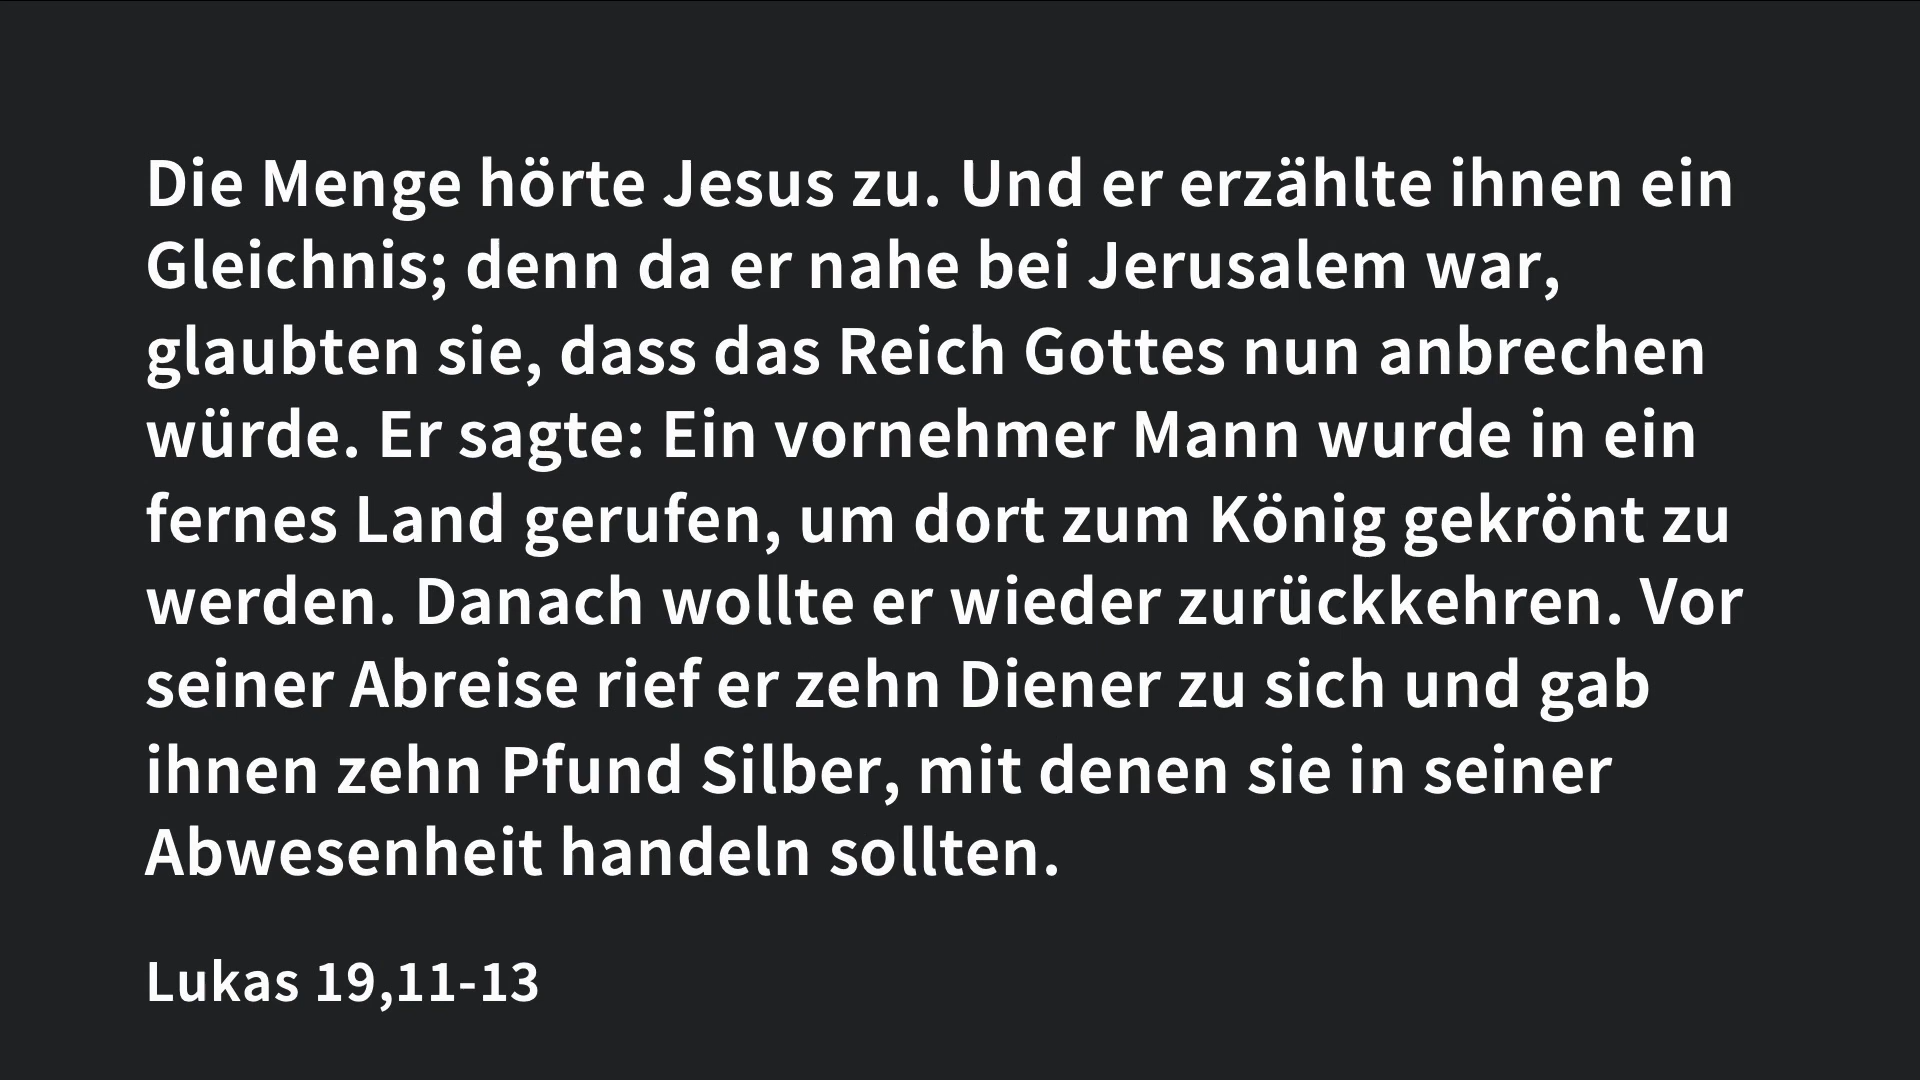 Die Menge hörte Jesus zu. Und er erzählte ihnen ein
Gleichnis; denn da er nahe bei Jerusalem war,
glaubten sie, dass das Reich Gottes nun anbrechen
würde. Er sagte: Ein vornehmer Mann wurde in ein
fernes Land gerufen, um dort zum König gekrönt zu
werden. Danach wollte er wieder zurückkehren. Vor
seiner Abreise rief er zehn Diener zu sich und gab
ihnen zehn Pfund Silber, mit denen sie in seiner
Abwesenheit handeln sollten.
Lukas 19,11-13